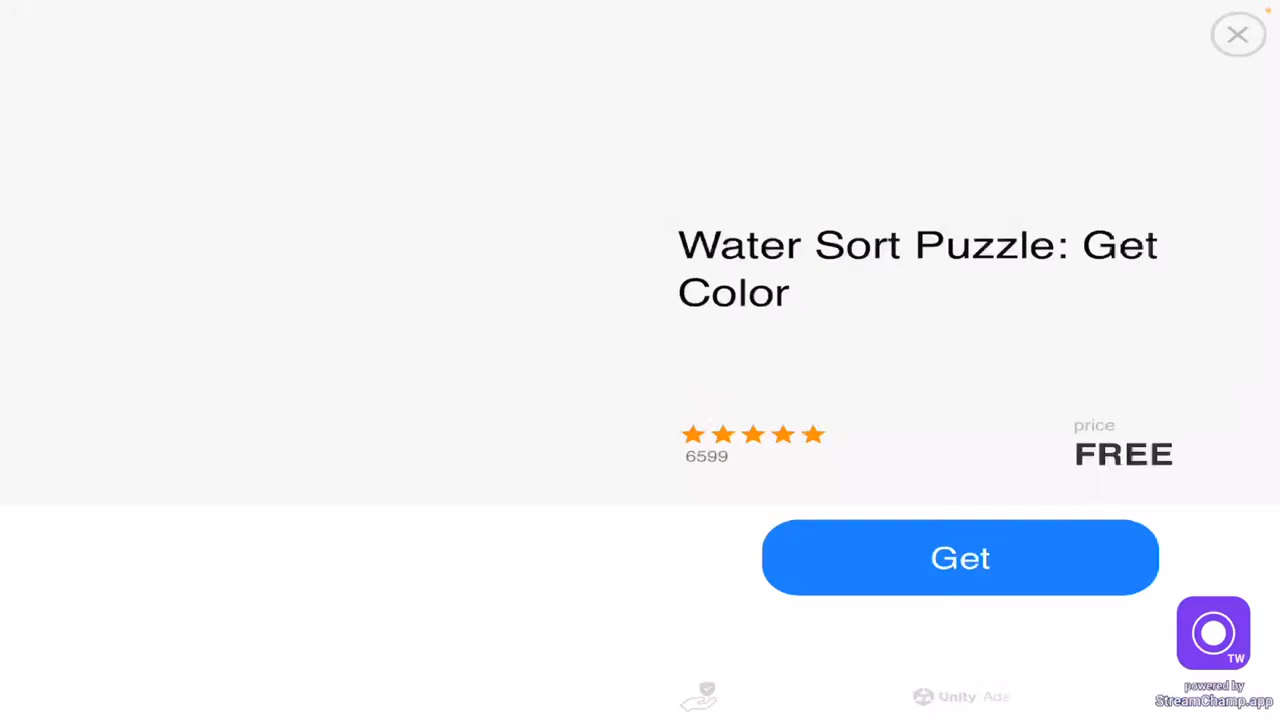 Water Sort Puzzle: Get
Color
6599
price
FREE
Get
TW
Unity Ads
powered by
StreamChamp.app